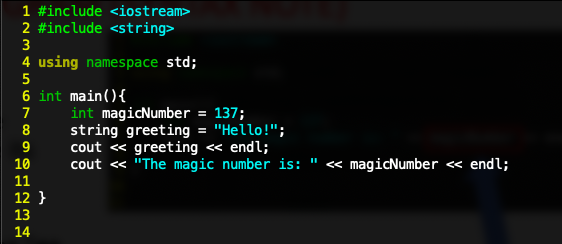 1 #include <iostream>
2 #include <string>
3
4 using namespace std;
5
6 int main(){
7     int magicNumber = 137;
8     string greeting = "Hello!";
9     cout << greeting << endl;
10     cout << "The magic number is: " << magicNumber << endl;
11
12 }
13
14